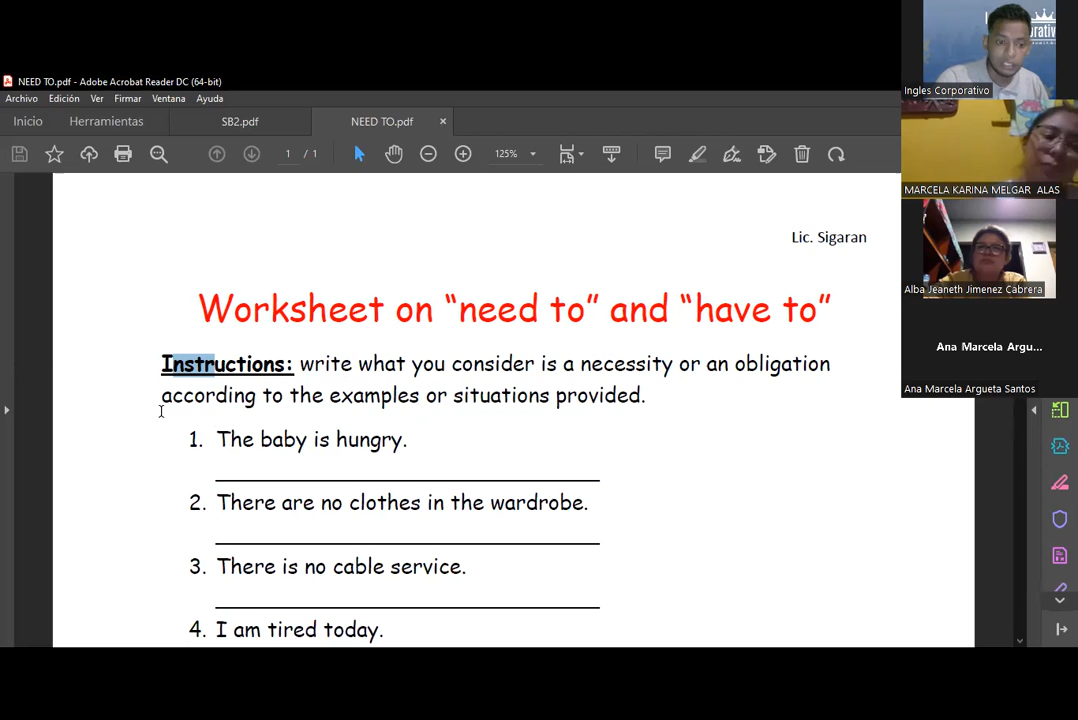 NEED TO.pdf - Adobe Acrobat Reader DC (64-bit)
Archivo Edición Ver Firmar Ventana Ayuda
Inicio Herramientas SB2.pdf NEED TO.pdf ×
1 / 1 125%
Lic. Sigaran
Worksheet on “need to” and “have to”
Instructions: write what you consider is a necessity or an obligation
according to the examples or situations provided.
1. The baby is hungry.
2. There are no clothes in the wardrobe.
3. There is no cable service.
4. I am tired today.
Ingles Corporativo
MARCELA KARINA MELGAR ALAS
Alba Jeaneth Jimenez Cabrera
Ana Marcela Argu...
Ana Marcela Argueta Santos